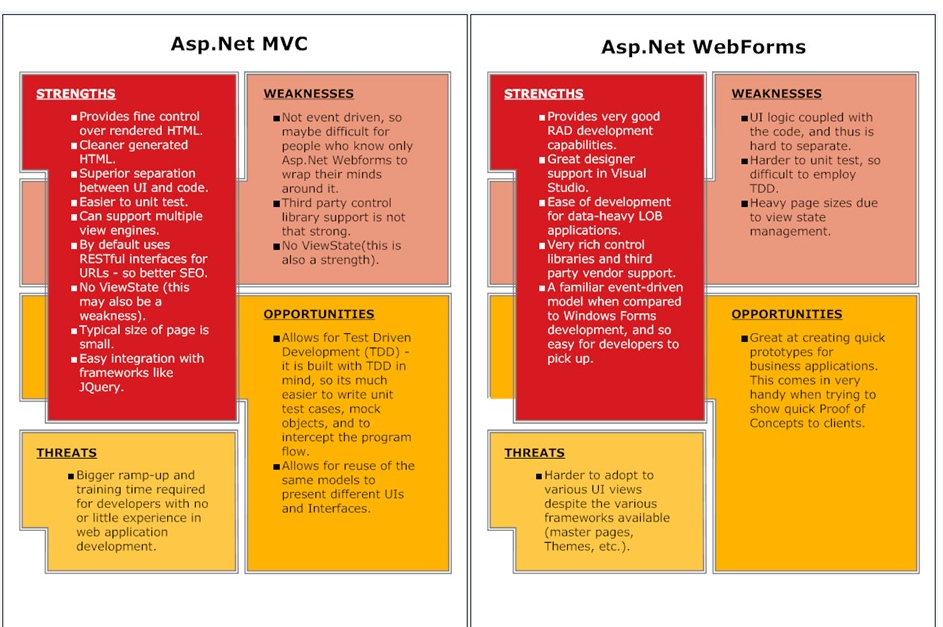 Asp.Net MVC
STRENGTHS
Provides fine control
over rendered HTML.
Cleaner generated
HTML.
Superior separation
between UI and code.
Easier to unit test.
Can support multiple
view engines.
By default uses
RESTful interfaces for
URLs - so better SEO.
No ViewState (this
may also be a
weakness).
Typical size of page is
small.
Easy integration with
frameworks like
JQuery.
WEAKNESSES
Not event driven, so
maybe difficult for
people who know only
Asp.Net Webforms to
wrap their minds
around it.
Third party control
library support is not
that strong.
No ViewState(this is
also a strength).
OPPORTUNITIES
Allows for Test Driven
Development (TDD) -
it is built with TDD in
mind, so its much
easier to write unit
test cases, mock
objects, and to
intercept the program
flow.
Allows for reuse of the
same models to
present different UIs
and Interfaces.
THREATS
Bigger ramp-up and
training time required
for developers with no
or little experience in
web application
development.
Asp.Net WebForms
STRENGTHS
Provides very good
RAD development
capabilities.
Great designer
support in Visual
Studio.
Ease of development
for data-heavy LOB
applications.
Very rich control
libraries and third
party vendor support.
A familiar event-driven
model when compared
to Windows Forms
development, and so
easy for developers to
pick up.
WEAKNESSES
UI logic coupled with
the code, and thus is
hard to separate.
Harder to unit test, so
difficult to employ
TDD.
Heavy page sizes due
to view state
management.
OPPORTUNITIES
Great at creating quick
prototypes for
business applications.
This comes in very
handy when trying to
show quick Proof of
Concepts to clients.
THREATS
Harder to adopt to
various UI views
despite the various
frameworks available
(master pages,
Themes, etc.).